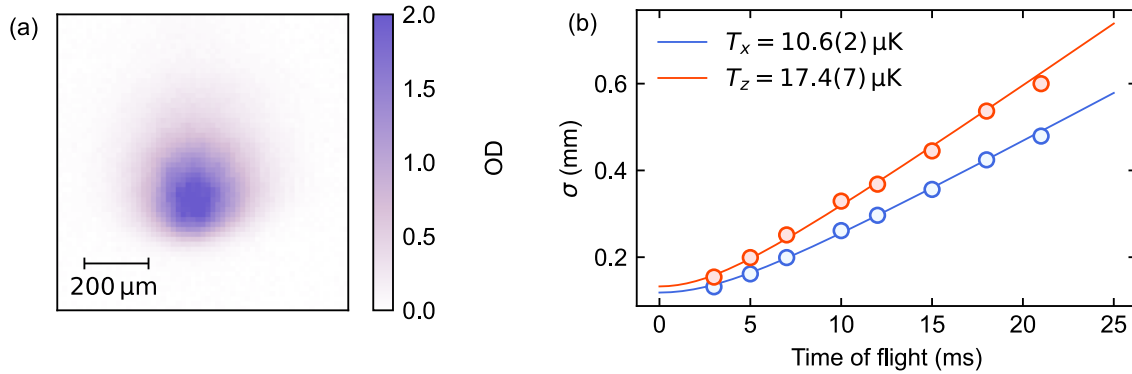 (a)
200 µm
2.0
1.5
1.0
0.5
0.0
OD
(b)
Tx = 10.6(2) µK
Tz = 17.4(7) µK
0.6
0.4
0.2
σ (mm)
0 5 10 15 20 25
Time of flight (ms)